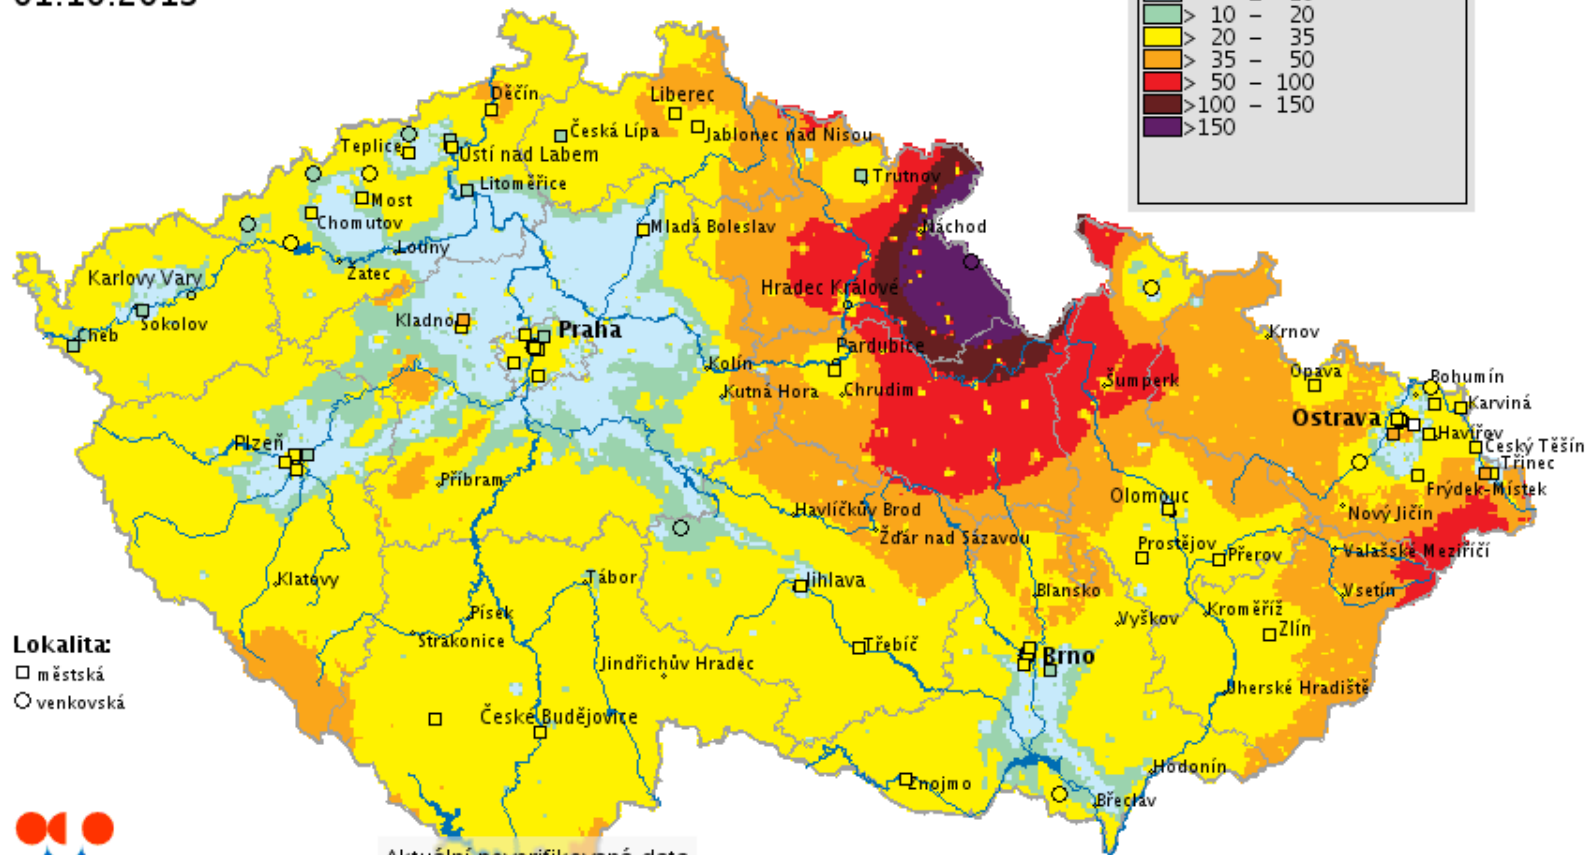 > 10 – 20
> 20 – 35
> 35 – 50
> 50 – 100
>100 – 150
>150
Děčín
Liberec
Česká Lípa
Jablonec nad Nisou
Teplice
Ústí nad Labem
Litoměřice
Trutnov
Most
Chomutov
Mladá Boleslav
Náchod
Louny
Žatec
Karlovy Vary
Hradec Králové
Sokolov
Kladno
Praha
Cheb
Krnov
Pardubice
Kolín
Opava
Bohumín
Šumperk
Kutná Hora
Chrudim
Karviná
Ostrava
Havířov
Plzeň
Český Těšín
Třinec
Příbram
Frýdek-Místek
Olomouc
Havlíčkův Brod
Nový Jičín
Žďár nad Sázavou
Prostějov
Přerov
Valašské Meziříčí
Klatovy
Tábor
Jihlava
Blansko
Vsetín
Písek
Vyškov
Kroměříž
Zlín
Strakonice
Třebíč
Lokalita:
městská
venkovská
Jindřichův Hradec
Brno
Uherské Hradiště
České Budějovice
Hodonín
Znojmo
Břeclav